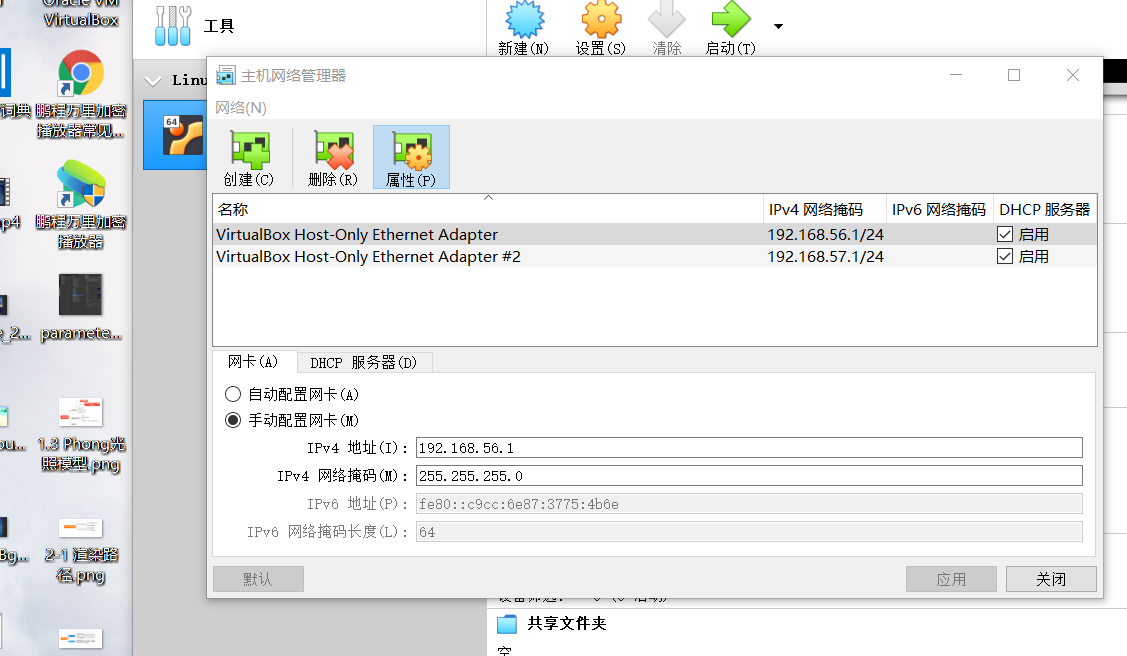 Oracle VM
VirtualBox
工具
新建(N)
设置(S)
清除
启动(T)
Linu
64
词典
鹏程万里加密
播放器常见...
p4
鹏程万里加密
播放器
_2...
paramete...
ou...
1.3 Phong光
照模型.png
Bg...
2-1 渲染路
径.png
主机网络管理器
网络(N)
创建(C)
删除(R)
属性(P)
名称
IPv4 网络掩码
IPv6 网络掩码
DHCP 服务器
VirtualBox Host-Only Ethernet Adapter
192.168.56.1/24
启用
VirtualBox Host-Only Ethernet Adapter #2
192.168.57.1/24
启用
网卡(A)
DHCP 服务器(D)
自动配置网卡(A)
手动配置网卡(M)
IPv4 地址(I):
192.168.56.1
IPv4 网络掩码(M):
255.255.255.0
IPv6 地址(P):
fe80::c9cc:6e87:3775:4b6e
IPv6 网络掩码长度(L):
64
默认
应用
关闭
共享文件夹
空